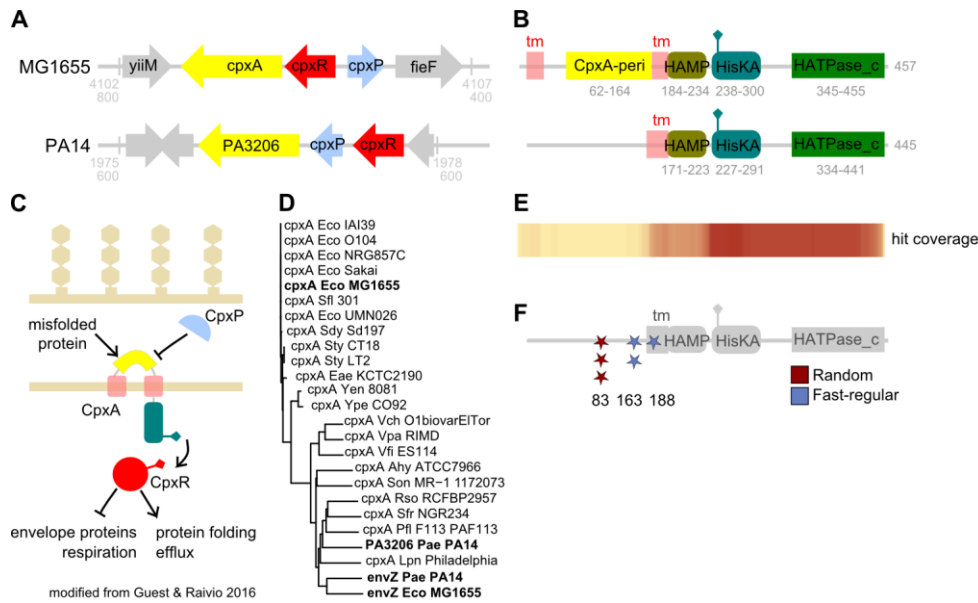 A
MG1655
yiiM
cpxA
cpxR
cpxP
fieF
4102
800
4107
400
PA14
PA3206
cpxP
cpxR
1975
600
1978
600
B
tm
CpxA-peri
tm
HAMP
HisKA
HATPase_c
457
62-164
184-234
238-300
345-455
tm
HAMP
HisKA
HATPase_c
445
171-223
227-291
334-441
C
misfolded
protein
CpxP
CpxA
CpxR
envelope proteins
respiration
protein folding
efflux
modified from Guest & Raivio 2016
D
cpxA Eco IAI39
cpxA Eco O104
cpxA Eco NRG857C
cpxA Eco Sakai
cpxA Eco MG1655
cpxA Sfl 301
cpxA Eco UMN026
cpxA Sdy Sd197
cpxA Sty CT18
cpxA Sty LT2
cpxA Eae KCTC2190
cpxA Yen 8081
cpxA Ype CO92
cpxA Vch O1biovarElTor
cpxA Vpa RIMD
cpxA Vfi ES114
cpxA Ahy ATCC7966
cpxA Son MR−1 1172073
cpxA Rso RCFBP2957
cpxA Sfr NGR234
cpxA Pfl F113 PAF113
PA3206 Pae PA14
cpxA Lpn Philadelphia
envZ Pae PA14
envZ Eco MG1655
E
hit coverage
F
tm
HAMP
HisKA
HATPase_c
83 163 188
Random
Fast-regular